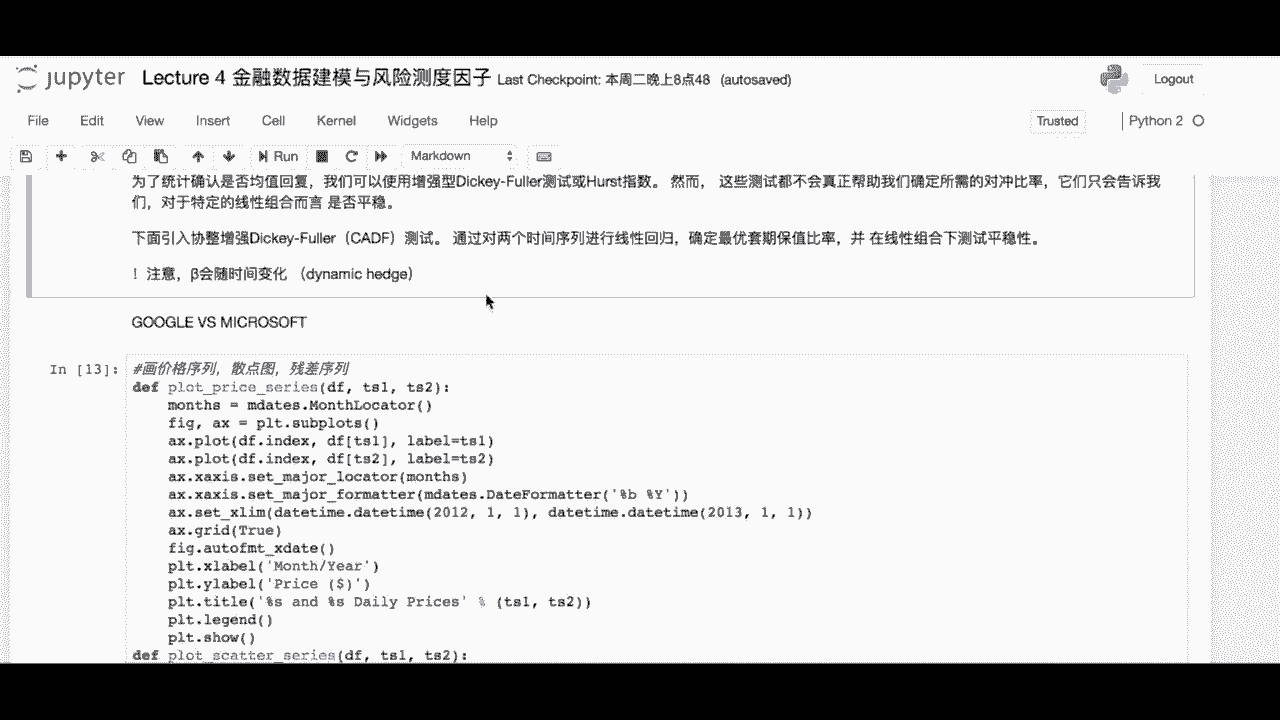 jupyter Lecture 4 金融数据建模与风险测度因子 Last Checkpoint: 本周二晚上8点48 (autosaved) Logout
File Edit View Insert Cell Kernel Widgets Help Trusted Python 2
Run Markdown
为了统计确认是否均值回复，我们可以使用增强型Dickey-Fuller测试或Hurst指数。 然而， 这些测试都不会真正帮助我们确定所需的对冲比率，它们只会告诉我
们，对于特定的线性组合而言 是否平稳。
下面引入协整增强Dickey-Fuller（CADF）测试。 通过对两个时间序列进行线性回归，确定最优套期保值比率，并 在线性组合下测试平稳性。
！ 注意，β会随时间变化 （dynamic hedge）
GOOGLE VS MICROSOFT
In [13]: #画价格序列，散点图，残差序列
def plot_price_series(df, ts1, ts2):
    months = mdates.MonthLocator()
    fig, ax = plt.subplots()
    ax.plot(df.index, df[ts1], label=ts1)
    ax.plot(df.index, df[ts2], label=ts2)
    ax.xaxis.set_major_locator(months)
    ax.xaxis.set_major_formatter(mdates.DateFormatter('%b %Y'))
    ax.set_xlim(datetime.datetime(2012, 1, 1), datetime.datetime(2013, 1, 1))
    ax.grid(True)
    fig.autofmt_xdate()
    plt.xlabel('Month/Year')
    plt.ylabel('Price ($)')
    plt.title('%s and %s Daily Prices' % (ts1, ts2))
    plt.legend()
    plt.show()
def plot_scatter_series(df, ts1, ts2):